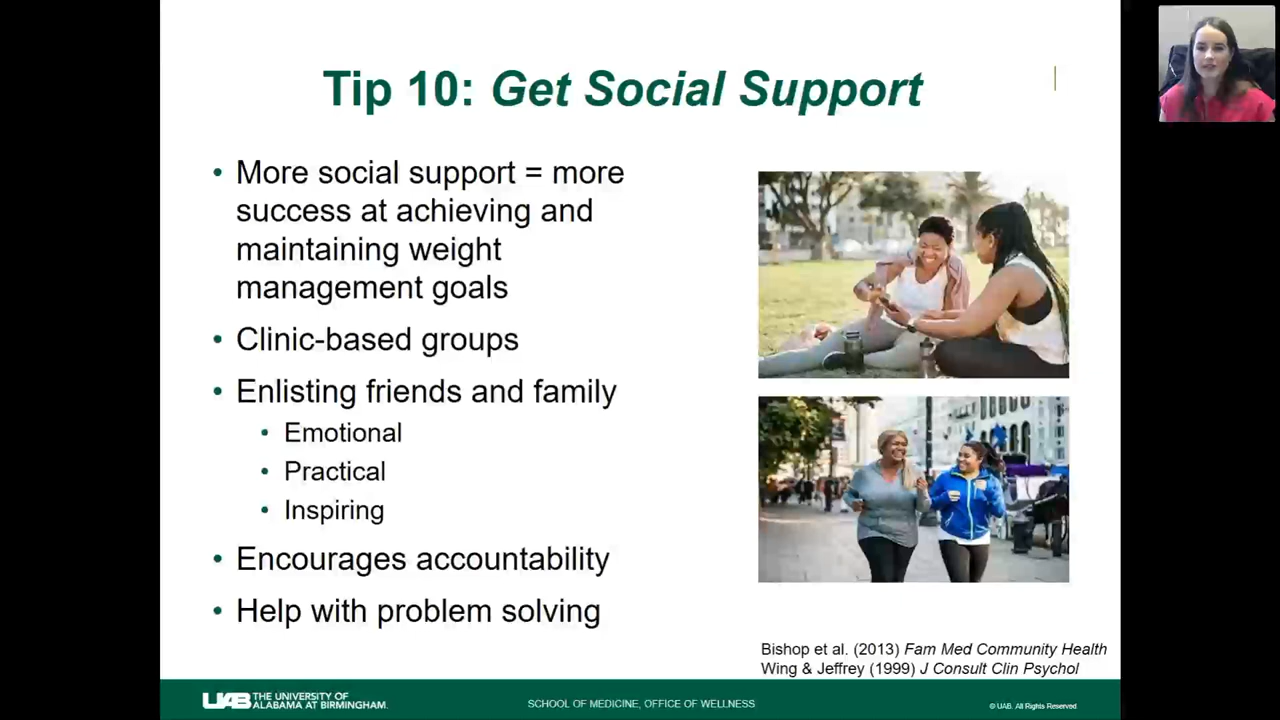 Tip 10: Get Social Support
• More social support = more
success at achieving and
maintaining weight
management goals
• Clinic-based groups
• Enlisting friends and family
• Emotional
• Practical
• Inspiring
• Encourages accountability
• Help with problem solving
Bishop et al. (2013) Fam Med Community Health
Wing & Jeffrey (1999) J Consult Clin Psychol
UAB THE UNIVERSITY OF
ALABAMA AT BIRMINGHAM.
SCHOOL OF MEDICINE, OFFICE OF WELLNESS
© UAB. All Rights Reserved